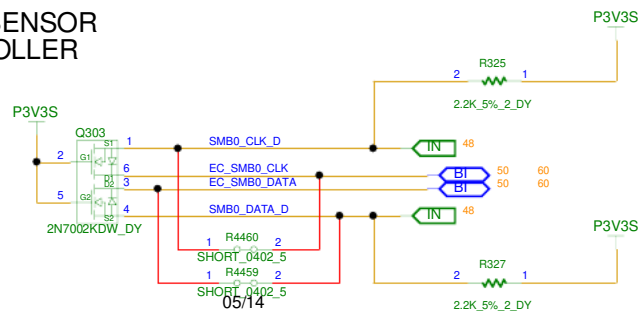 SENSOR
OLLER
P3V3S
R325
2 1
2.2K_5%_2_DY
P3V3S
Q303
S1 1 SMB0_CLK_D IN 48
2 G1
D1 6 EC_SMB0_CLK BI 50 60
D2 3 EC_SMB0_DATA BI 50 60
5 G2
S2 4 SMB0_DATA_D IN 48
2N7002KDW_DY
P3V3S
R4460
1 2
SHORT_0402_5
R4459
1 2
SHORT_0402_5
05/14
R327
2 1
2.2K_5%_2_DY